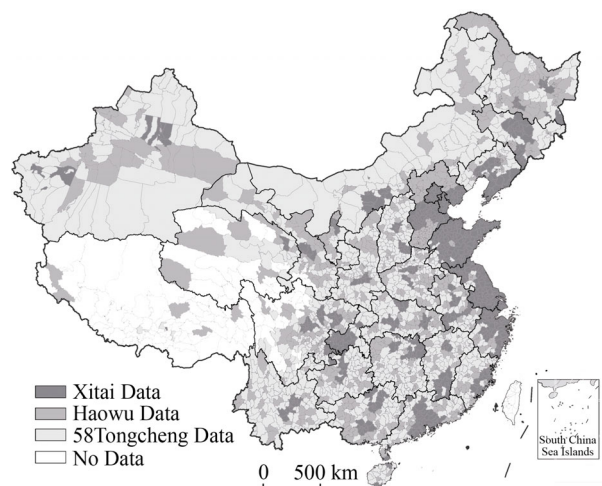 Xitai Data
Haowu Data
58Tongcheng Data
No Data
0 500 km
South China
Sea Islands